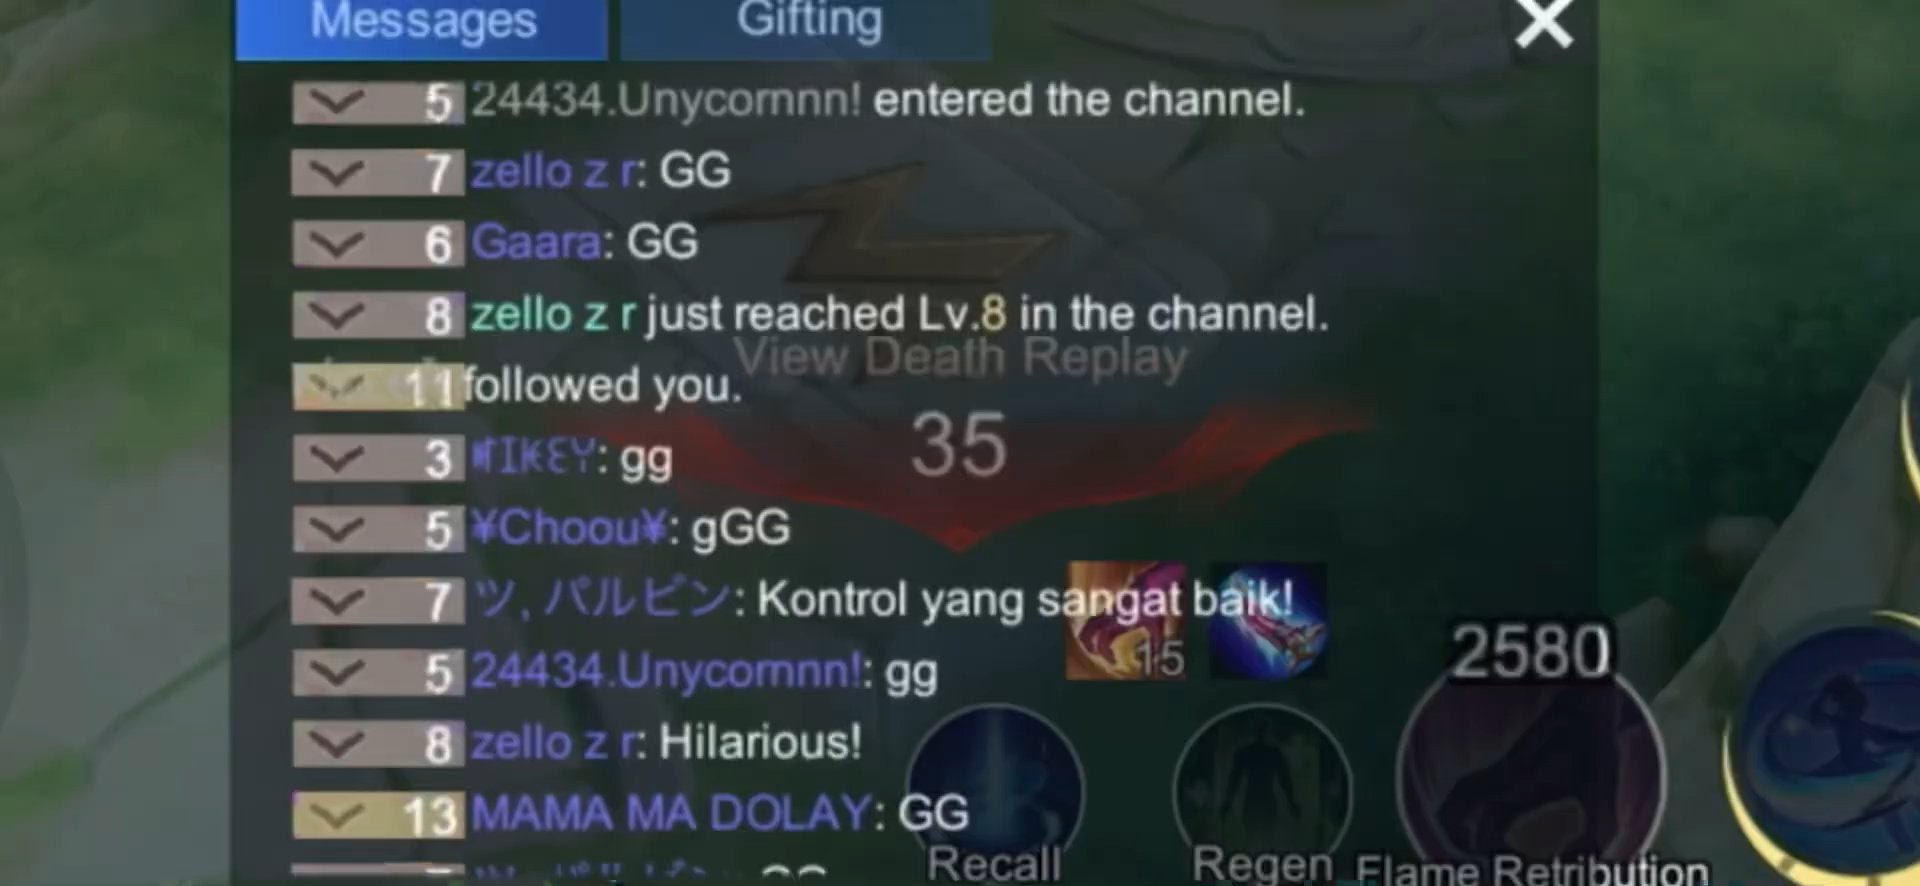 Messages Gifting
5 24434.Unycornnn! entered the channel.
7 zello z r: GG
6 Gaara: GG
8 zello z r just reached Lv.8 in the channel.
View Death Replay
11 followed you.
35
3 : gg
5 ¥Choou¥: gGG
7 ツ, パルピン: Kontrol yang sangat baik!
15
5 24434.Unycornnn!: gg
2580
8 zello z r: Hilarious!
13 MAMA MA DOLAY: GG
Recall Regen Flame Retribution